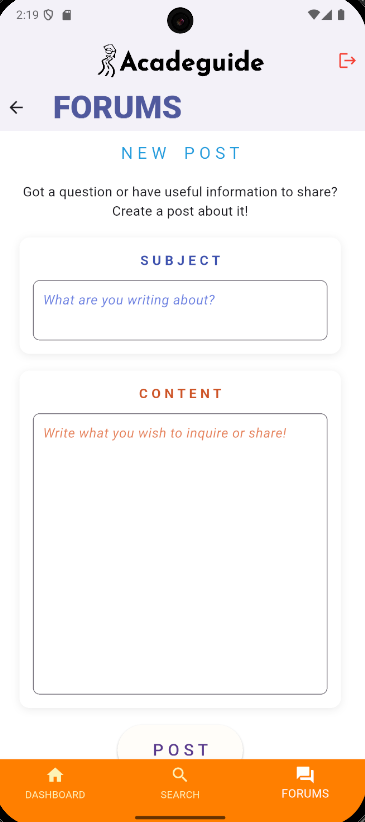 2:19
Acadeguide
FORUMS
NEW POST
Got a question or have useful information to share?
Create a post about it!
SUBJECT
What are you writing about?
CONTENT
Write what you wish to inquire or share!
POST
DASHBOARD
SEARCH
FORUMS